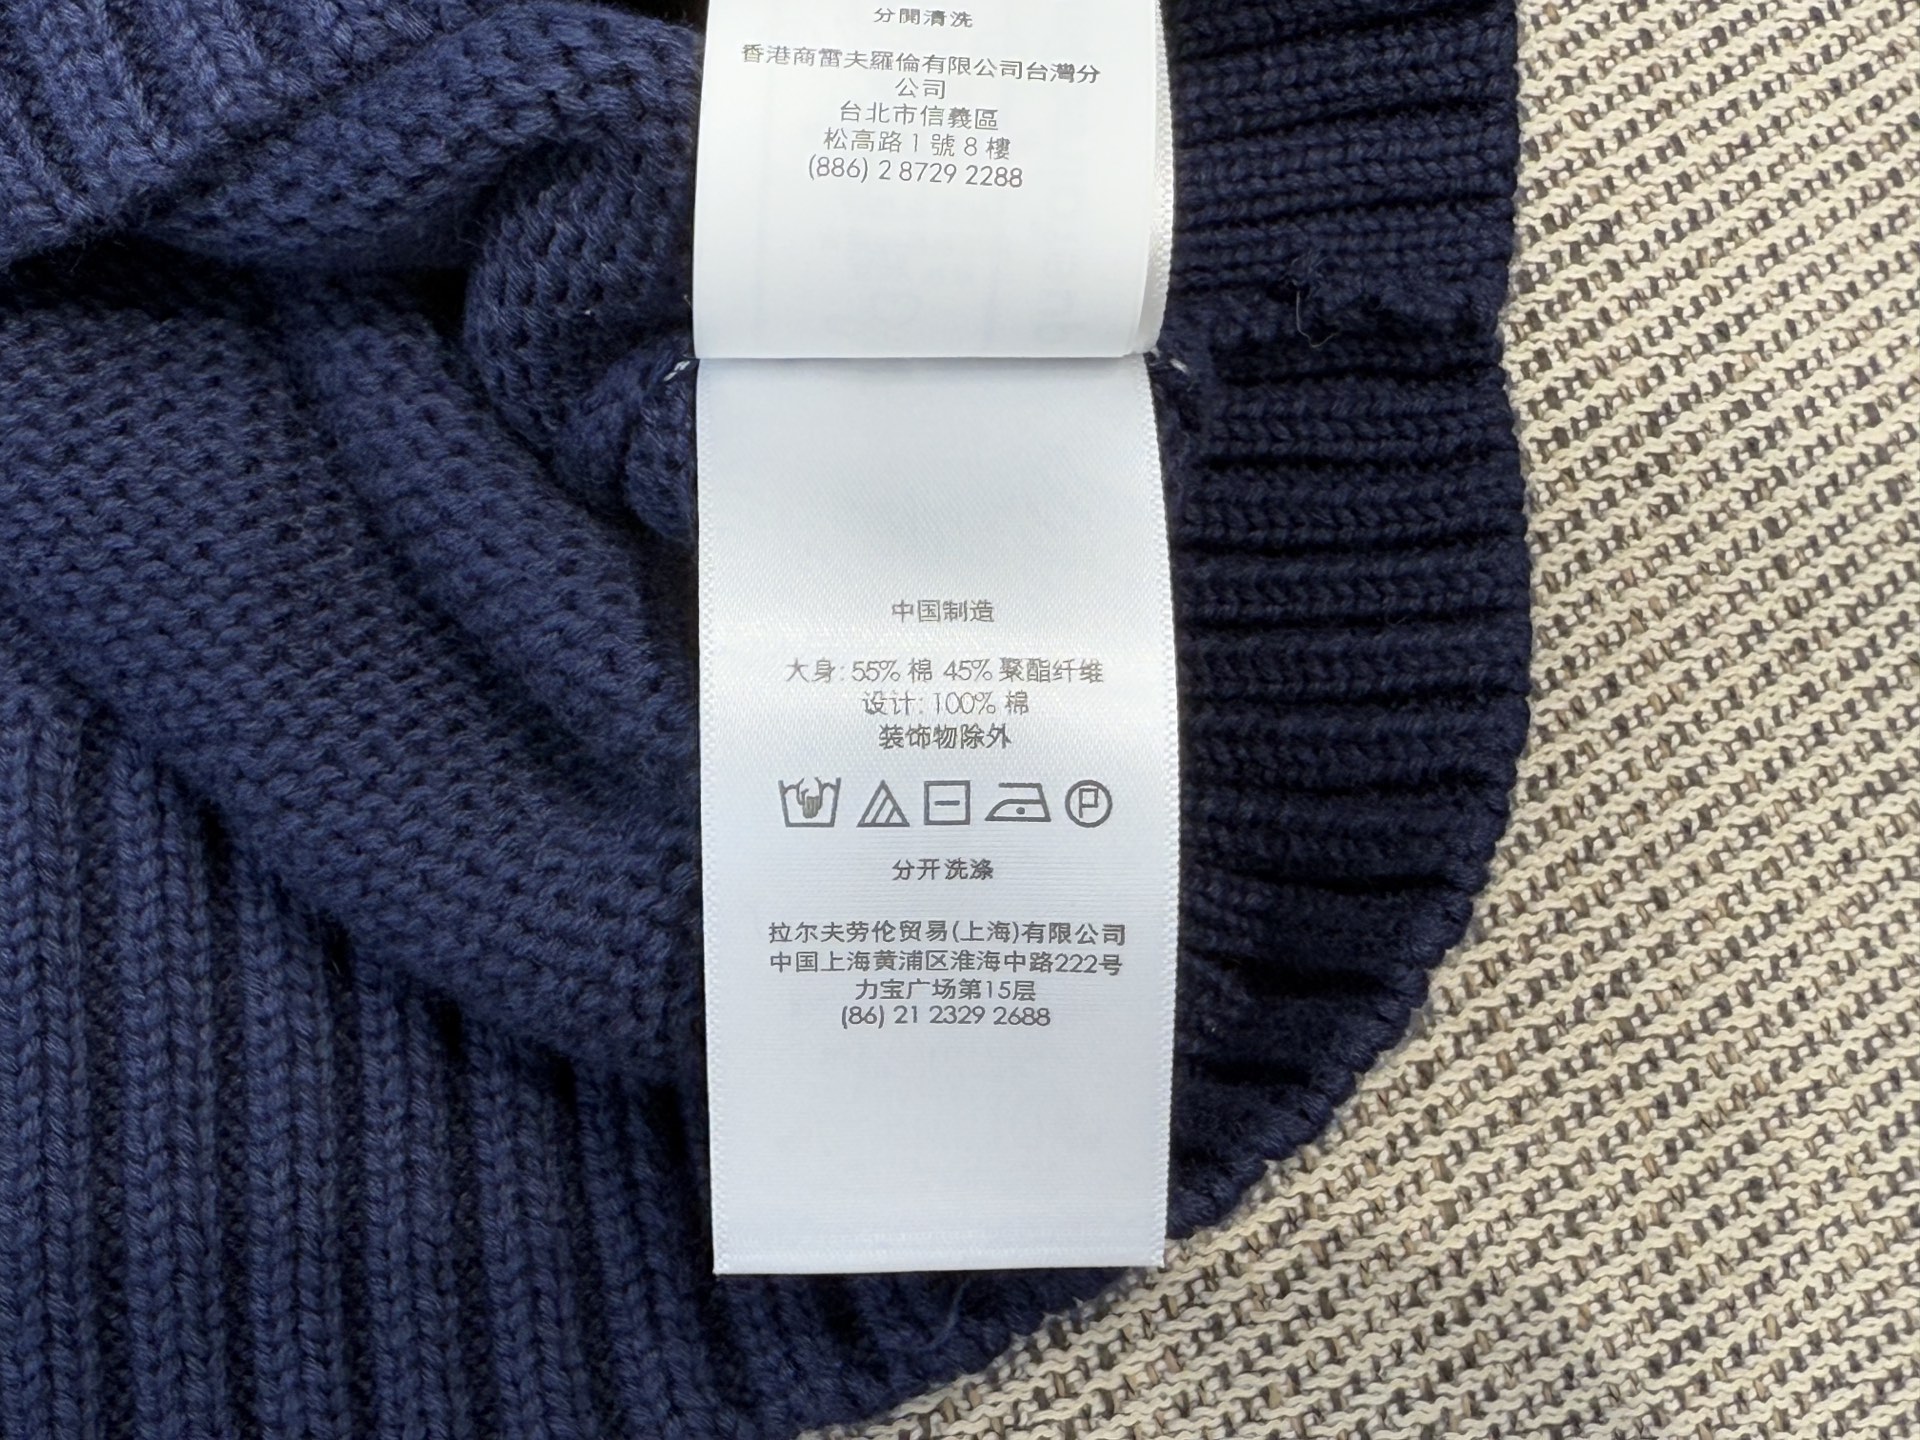 分開清洗
香港商雷夫羅倫有限公司台灣分
公司
台北市信義區
松高路 1 號 8 樓
(886) 2 8729 2288
中国制造
大身: 55% 棉 45% 聚酯纤维
设计: 100% 棉
装饰物除外
分开洗涤
拉尔夫劳伦贸易(上海)有限公司
中国上海黄浦区淮海中路222号
力宝广场第15层
(86) 21 2329 2688